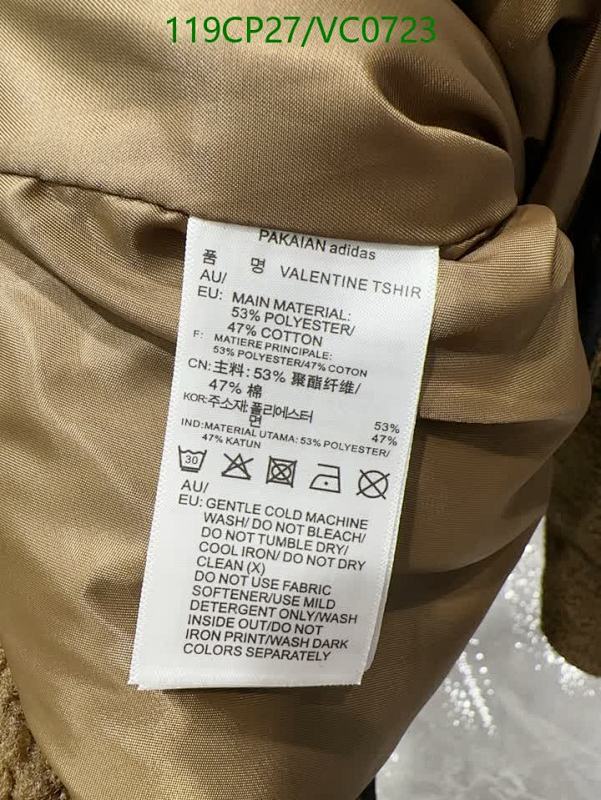 119CP27/VC0723
PAKAIAN adidas
품 명 VALENTINE TSHIR
AU/
EU: MAIN MATERIAL:
53% POLYESTER/
47% COTTON
F: MATIERE PRINCIPALE:
53% POLYESTER/47% COTON
CN: 主料: 53% 聚酯纤维/
47% 棉
KOR:주소재: 폴리에스터 53%
면 47%
IND:MATERIAL UTAMA: 53% POLYESTER/
47% KATUN
30
AU/
EU: GENTLE COLD MACHINE
WASH/ DO NOT BLEACH/
DO NOT TUMBLE DRY/
COOL IRON/ DO NOT DRY
CLEAN (X)
DO NOT USE FABRIC
SOFTENER/USE MILD
DETERGENT ONLY/WASH
INSIDE OUT/DO NOT
IRON PRINT/WASH DARK
COLORS SEPARATELY